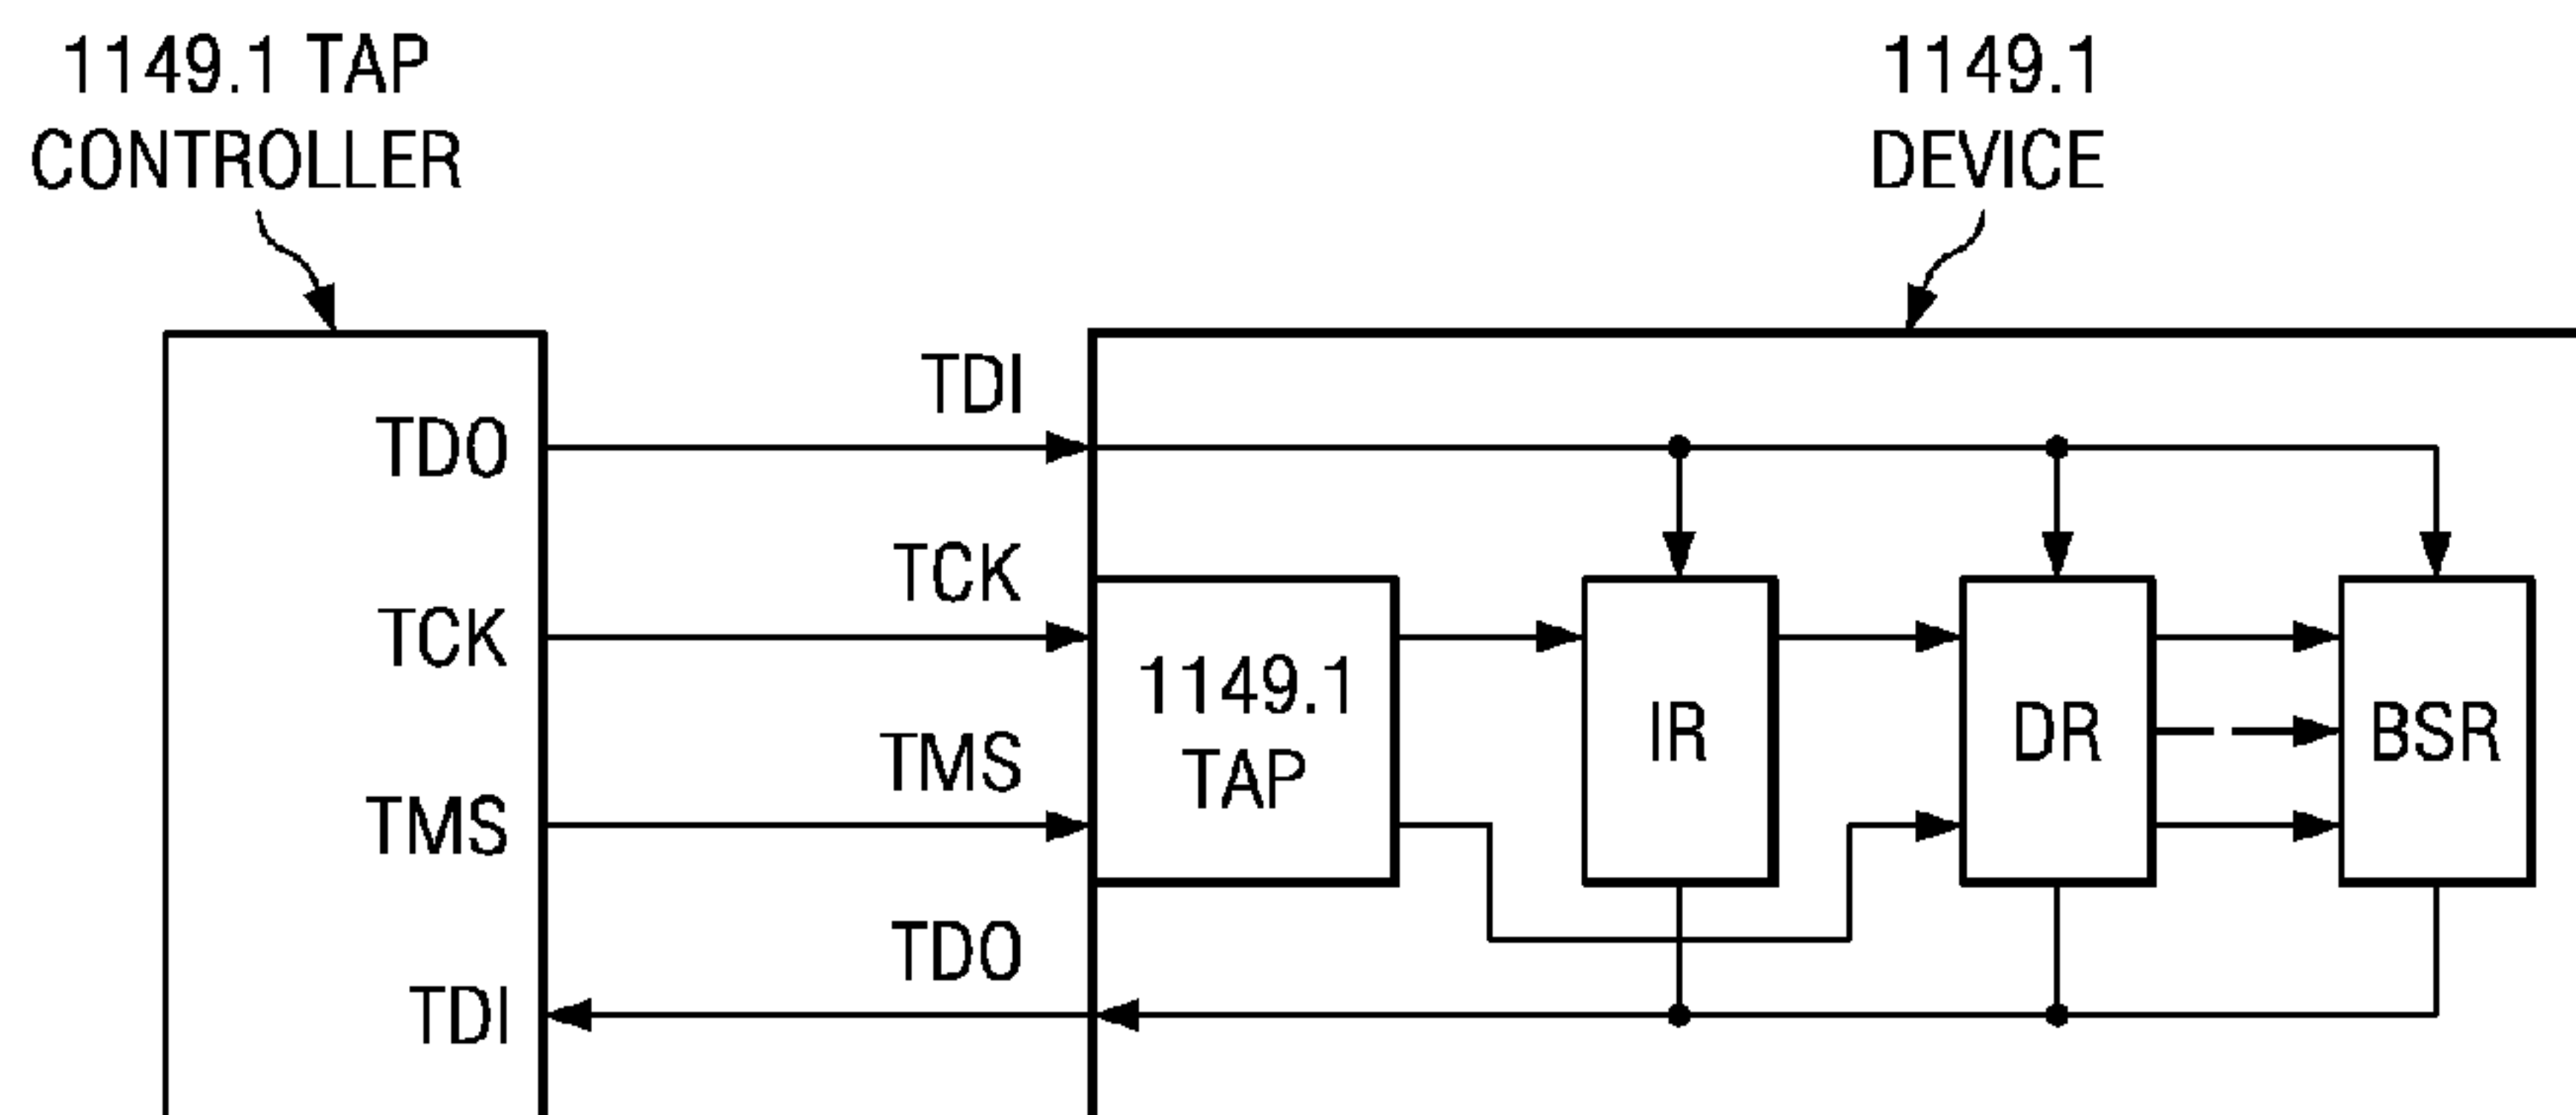 1149.1 TAP
CONTROLLER
1149.1
DEVICE
TDO
TCK
TMS
TDI
TDI
TCK
TMS
TDO
1149.1
TAP
IR
DR
BSR